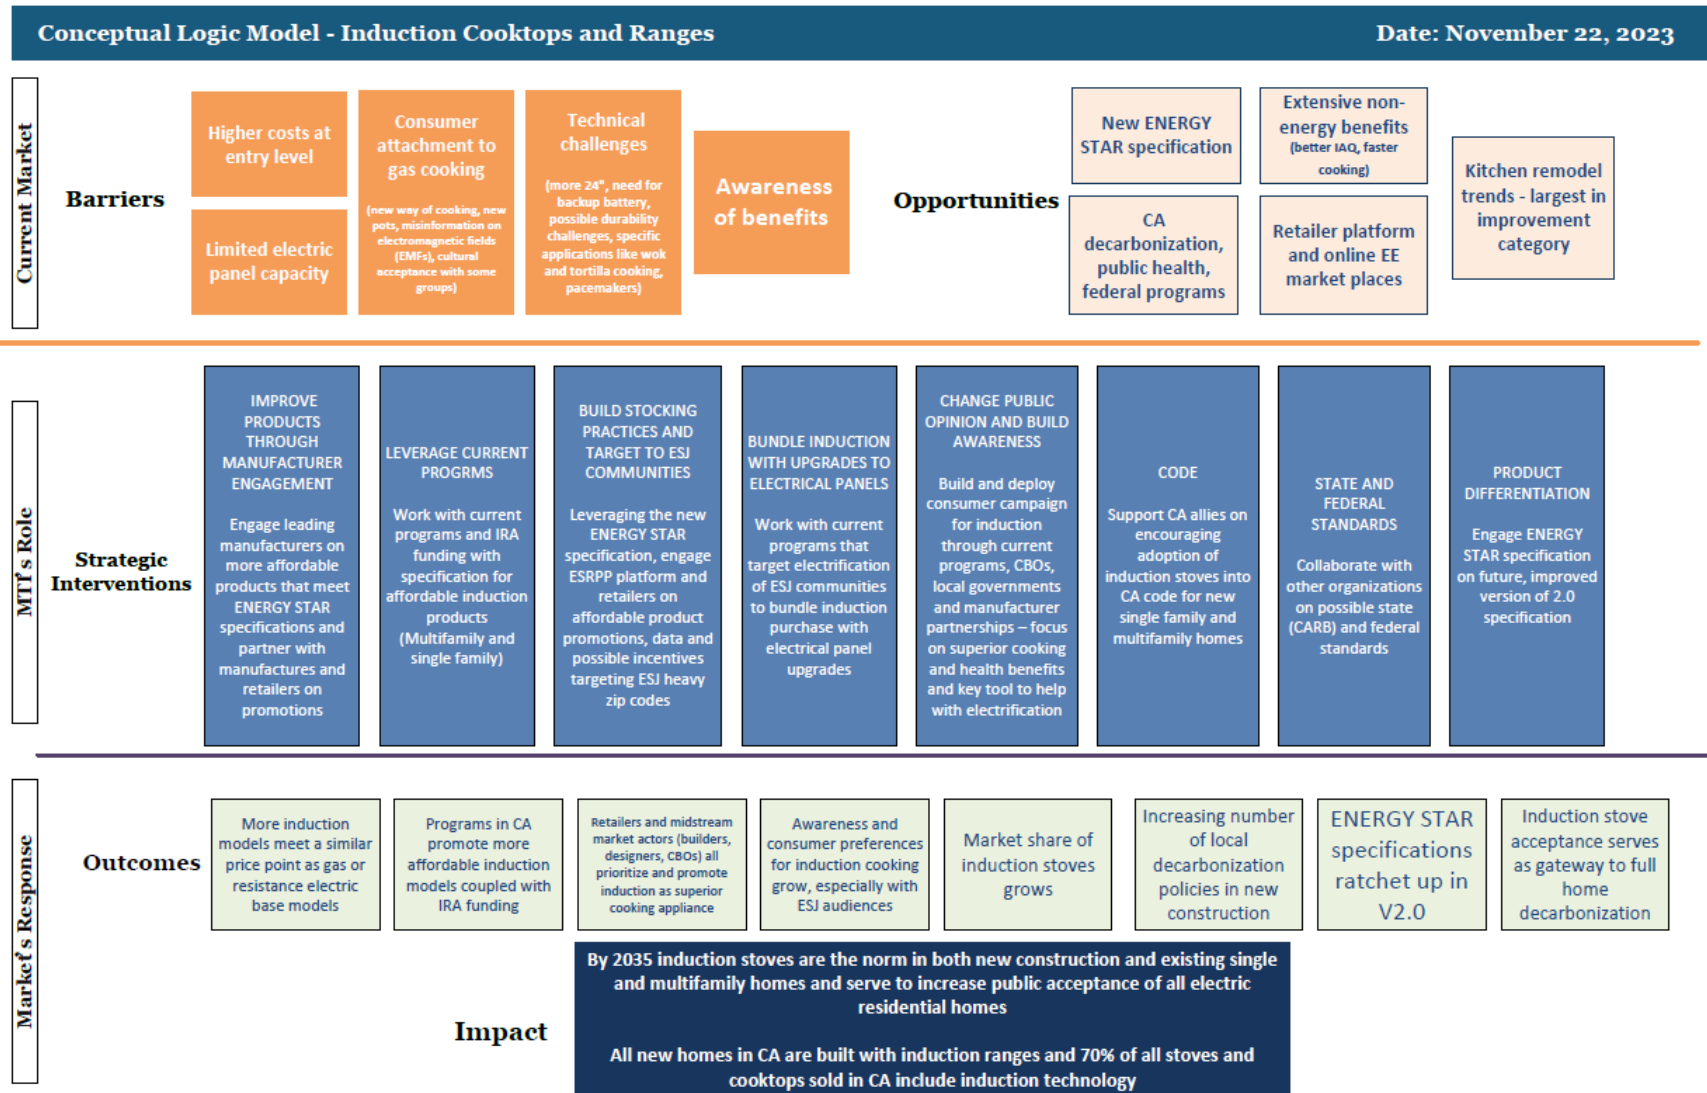 Conceptual Logic Model - Induction Cooktops and Ranges
Date: November 22, 2023
Current Market
Barriers
Higher costs at
entry level
Limited electric
panel capacity
Consumer
attachment to
gas cooking
(new way of cooking, new
pots, misinformation on
electromagnetic fields
(EMFs), cultural
acceptance with some
groups)
Technical
challenges
(more 24", need for
backup battery,
possible durability
challenges, specific
applications like wok
and tortilla cooking,
pacemakers)
Awareness
of benefits
Opportunities
New ENERGY
STAR specification
CA
decarbonization,
public health,
federal programs
Extensive non-
energy benefits
(better IAQ, faster
cooking)
Retailer platform
and online EE
market places
Kitchen remodel
trends - largest in
improvement
category
MTI's Role
Strategic
Interventions
IMPROVE
PRODUCTS
THROUGH
MANUFACTURER
ENGAGEMENT
Engage leading
manufacturers on
more affordable
products that meet
ENERGY STAR
specifications and
partner with
manufactures and
retailers on
promotions
LEVERAGE CURRENT
PROGRMS
Work with current
programs and IRA
funding with
specification for
affordable induction
products
(Multifamily and
single family)
BUILD STOCKING
PRACTICES AND
TARGET TO ESJ
COMMUNITIES
Leveraging the new
ENERGY STAR
specification, engage
ESRPP platform and
retailers on
affordable product
promotions, data and
possible incentives
targeting ESJ heavy
zip codes
BUNDLE INDUCTION
WITH UPGRADES TO
ELECTRICAL PANELS
Work with current
programs that
target electrification
of ESJ communities
to bundle induction
purchase with
electrical panel
upgrades
CHANGE PUBLIC
OPINION AND BUILD
AWARENESS
Build and deploy
consumer campaign
for induction
through current
programs, CBOs,
local governments
and manufacturer
partnerships – focus
on superior cooking
and health benefits
and key tool to help
with electrification
CODE
Support CA allies on
encouraging
adoption of
induction stoves into
CA code for new
single family and
multifamily homes
STATE AND
FEDERAL
STANDARDS
Collaborate with
other organizations
on possible state
(CARB) and federal
standards
PRODUCT
DIFFERENTIATION
Engage ENERGY
STAR specification
on future, improved
version of 2.0
specification
Market's Response
Outcomes
More induction
models meet a similar
price point as gas or
resistance electric
base models
Programs in CA
promote more
affordable induction
models coupled with
IRA funding
Retailers and midstream
market actors (builders,
designers, CBOs) all
prioritize and promote
induction as superior
cooking appliance
Awareness and
consumer preferences
for induction cooking
grow, especially with
ESJ audiences
Market share of
induction stoves
grows
Increasing number
of local
decarbonization
policies in new
construction
ENERGY STAR
specifications
ratchet up in
V2.0
Induction stove
acceptance serves
as gateway to full
home
decarbonization
Impact
By 2035 induction stoves are the norm in both new construction and existing single
and multifamily homes and serve to increase public acceptance of all electric
residential homes
All new homes in CA are built with induction ranges and 70% of all stoves and
cooktops sold in CA include induction technology